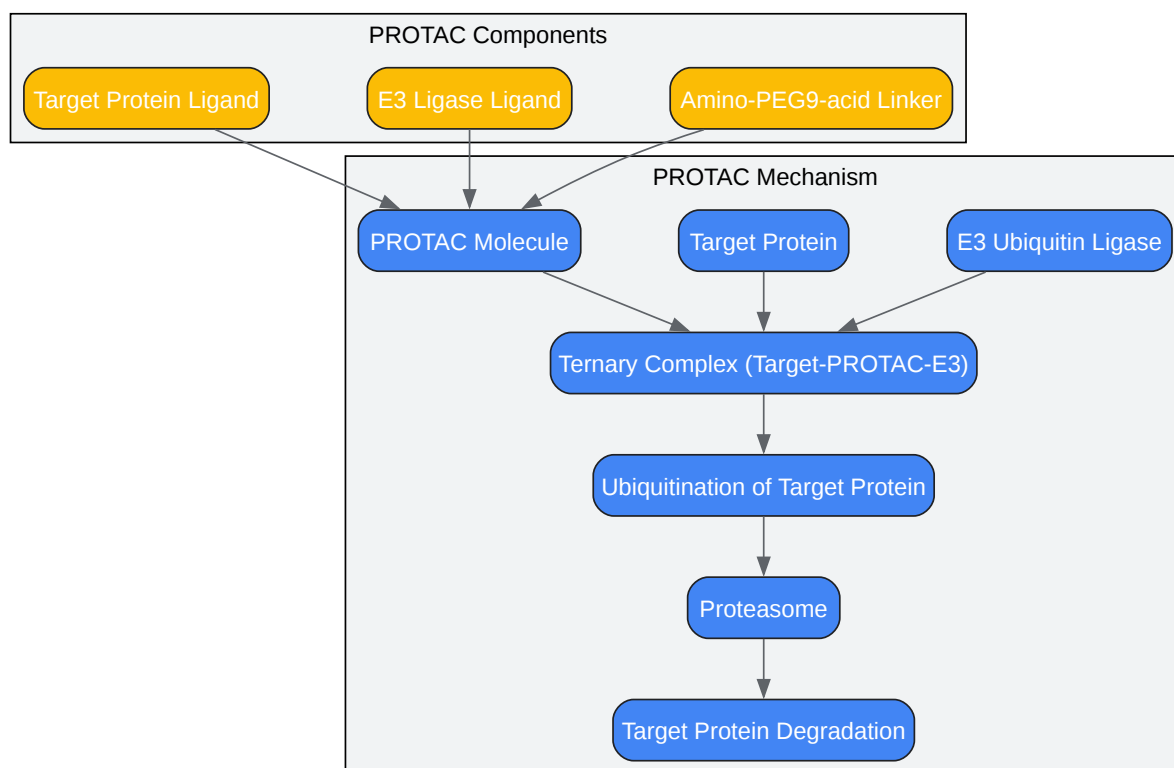 PROTAC Components
Target Protein Ligand
E3 Ligase Ligand
Amino-PEG9-acid Linker
PROTAC Mechanism
PROTAC Molecule
Target Protein
E3 Ubiquitin Ligase
Ternary Complex (Target-PROTAC-E3)
Ubiquitination of Target Protein
Proteasome
Target Protein Degradation